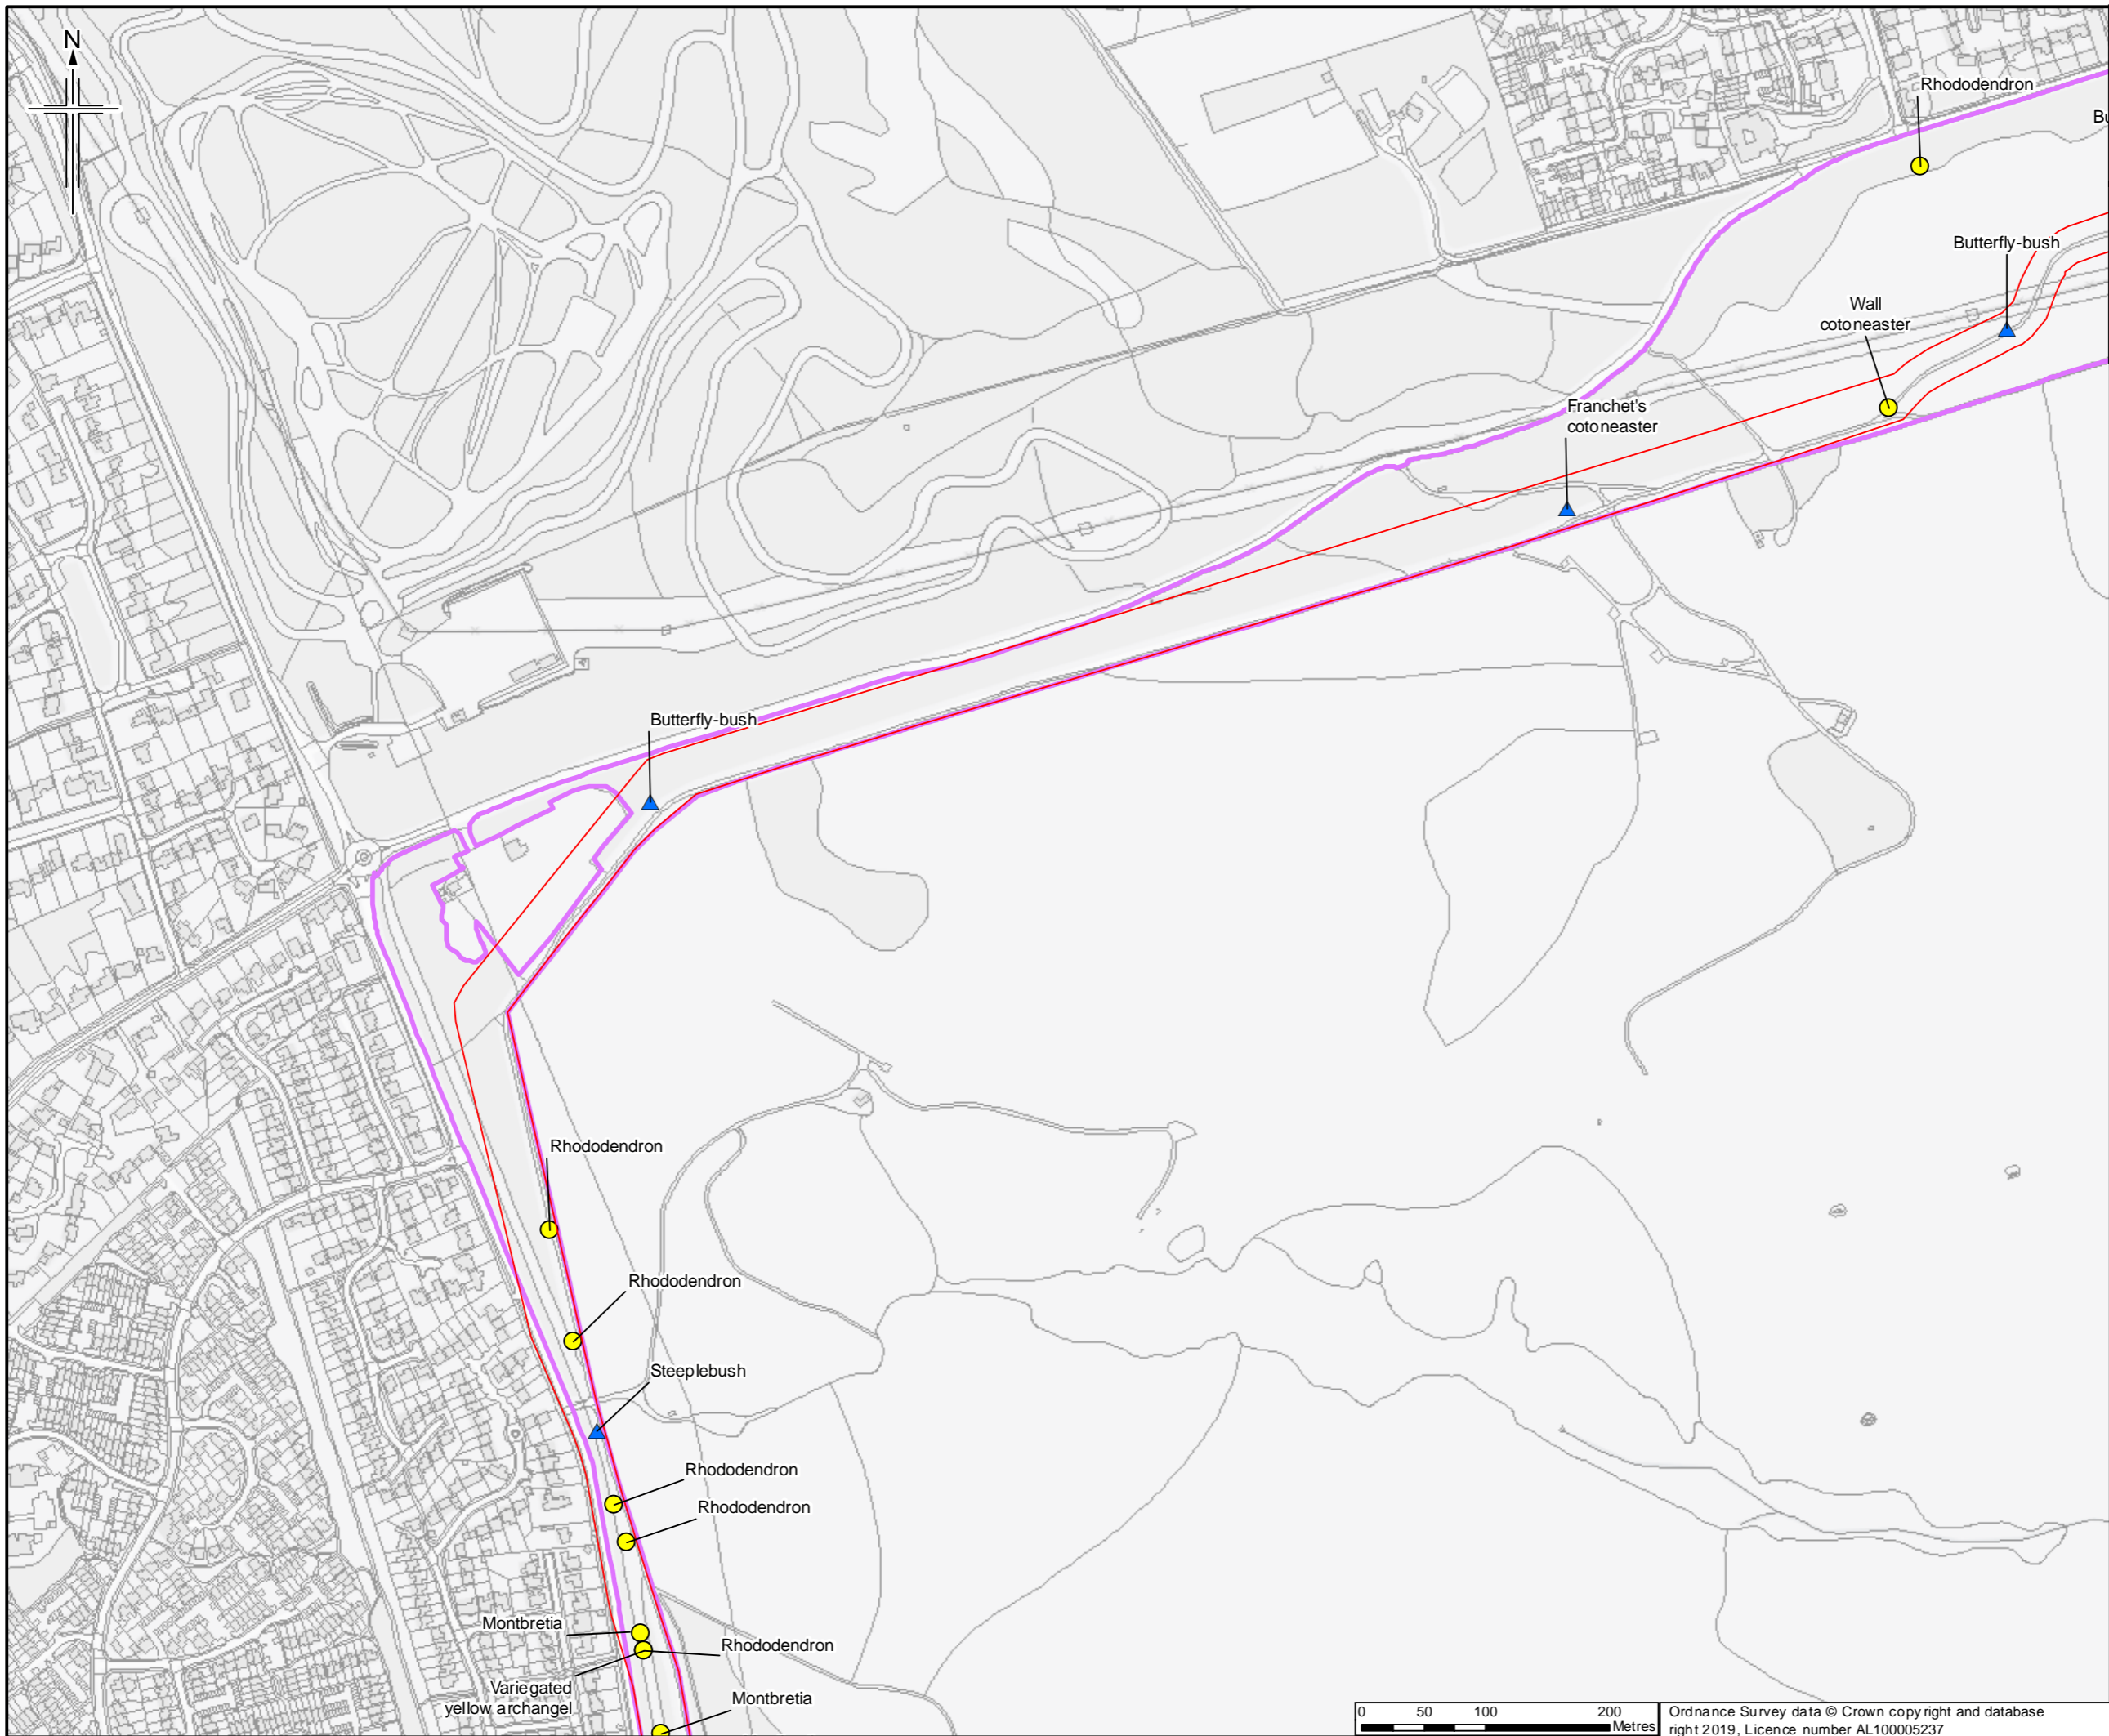 N
Rhododendron
Bu
Butterfly-bush
Wall
cotoneaster
Franchet's
cotoneaster
Butterfly-bush
Rhododendron
Rhododendron
Steeplebush
Rhododendron
Rhododendron
Montbretia
Rhododendron
Variegated
yellow archangel
Montbretia
0 50 100 200
Metres
Ordnance Survey data © Crown copyright and database
right 2019, Licence number AL100005237